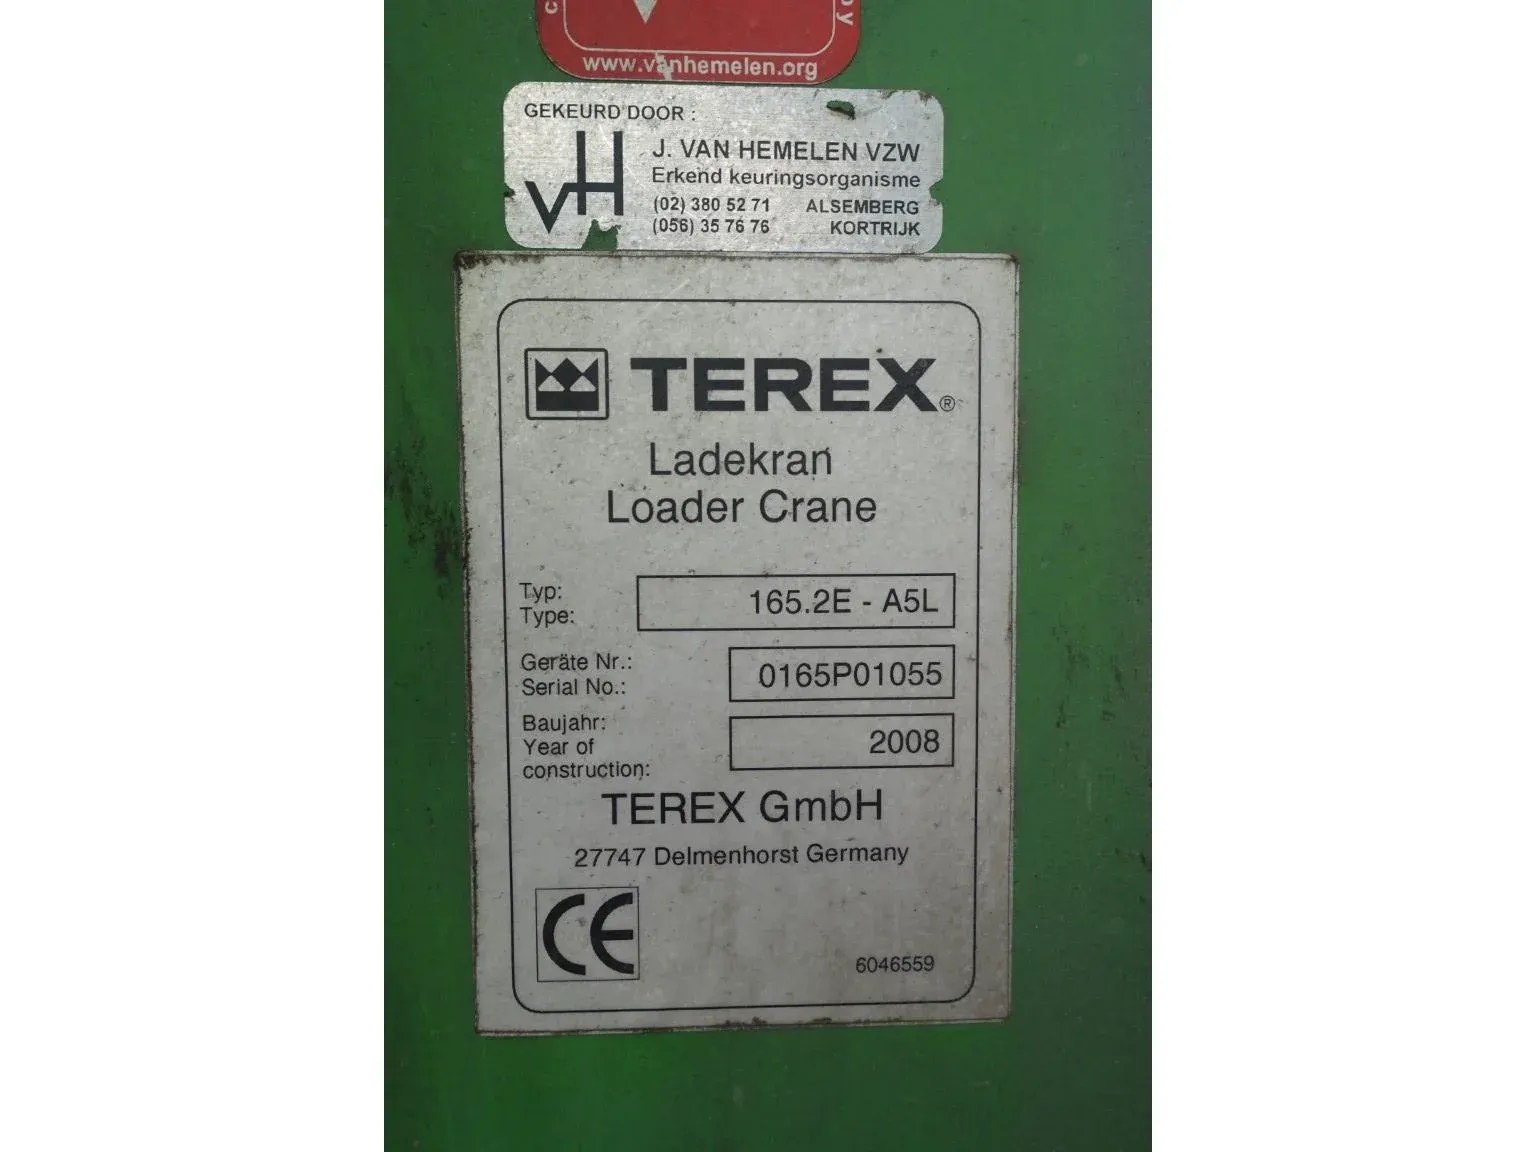 www.vanhemelen.org
GEKEURD DOOR :
VH
J. VAN HEMELEN VZW
Erkend keuringsorganisme
(02) 380 52 71 ALSEMBERG
(056) 35 76 76 KORTRIJK
TEREX®
Ladekran
Loader Crane
Typ:
Type:
165.2E - A5L
Geräte Nr.:
Serial No.:
0165P01055
Baujahr:
Year of
construction:
2008
TEREX GmbH
27747 Delmenhorst Germany
CE
6046559